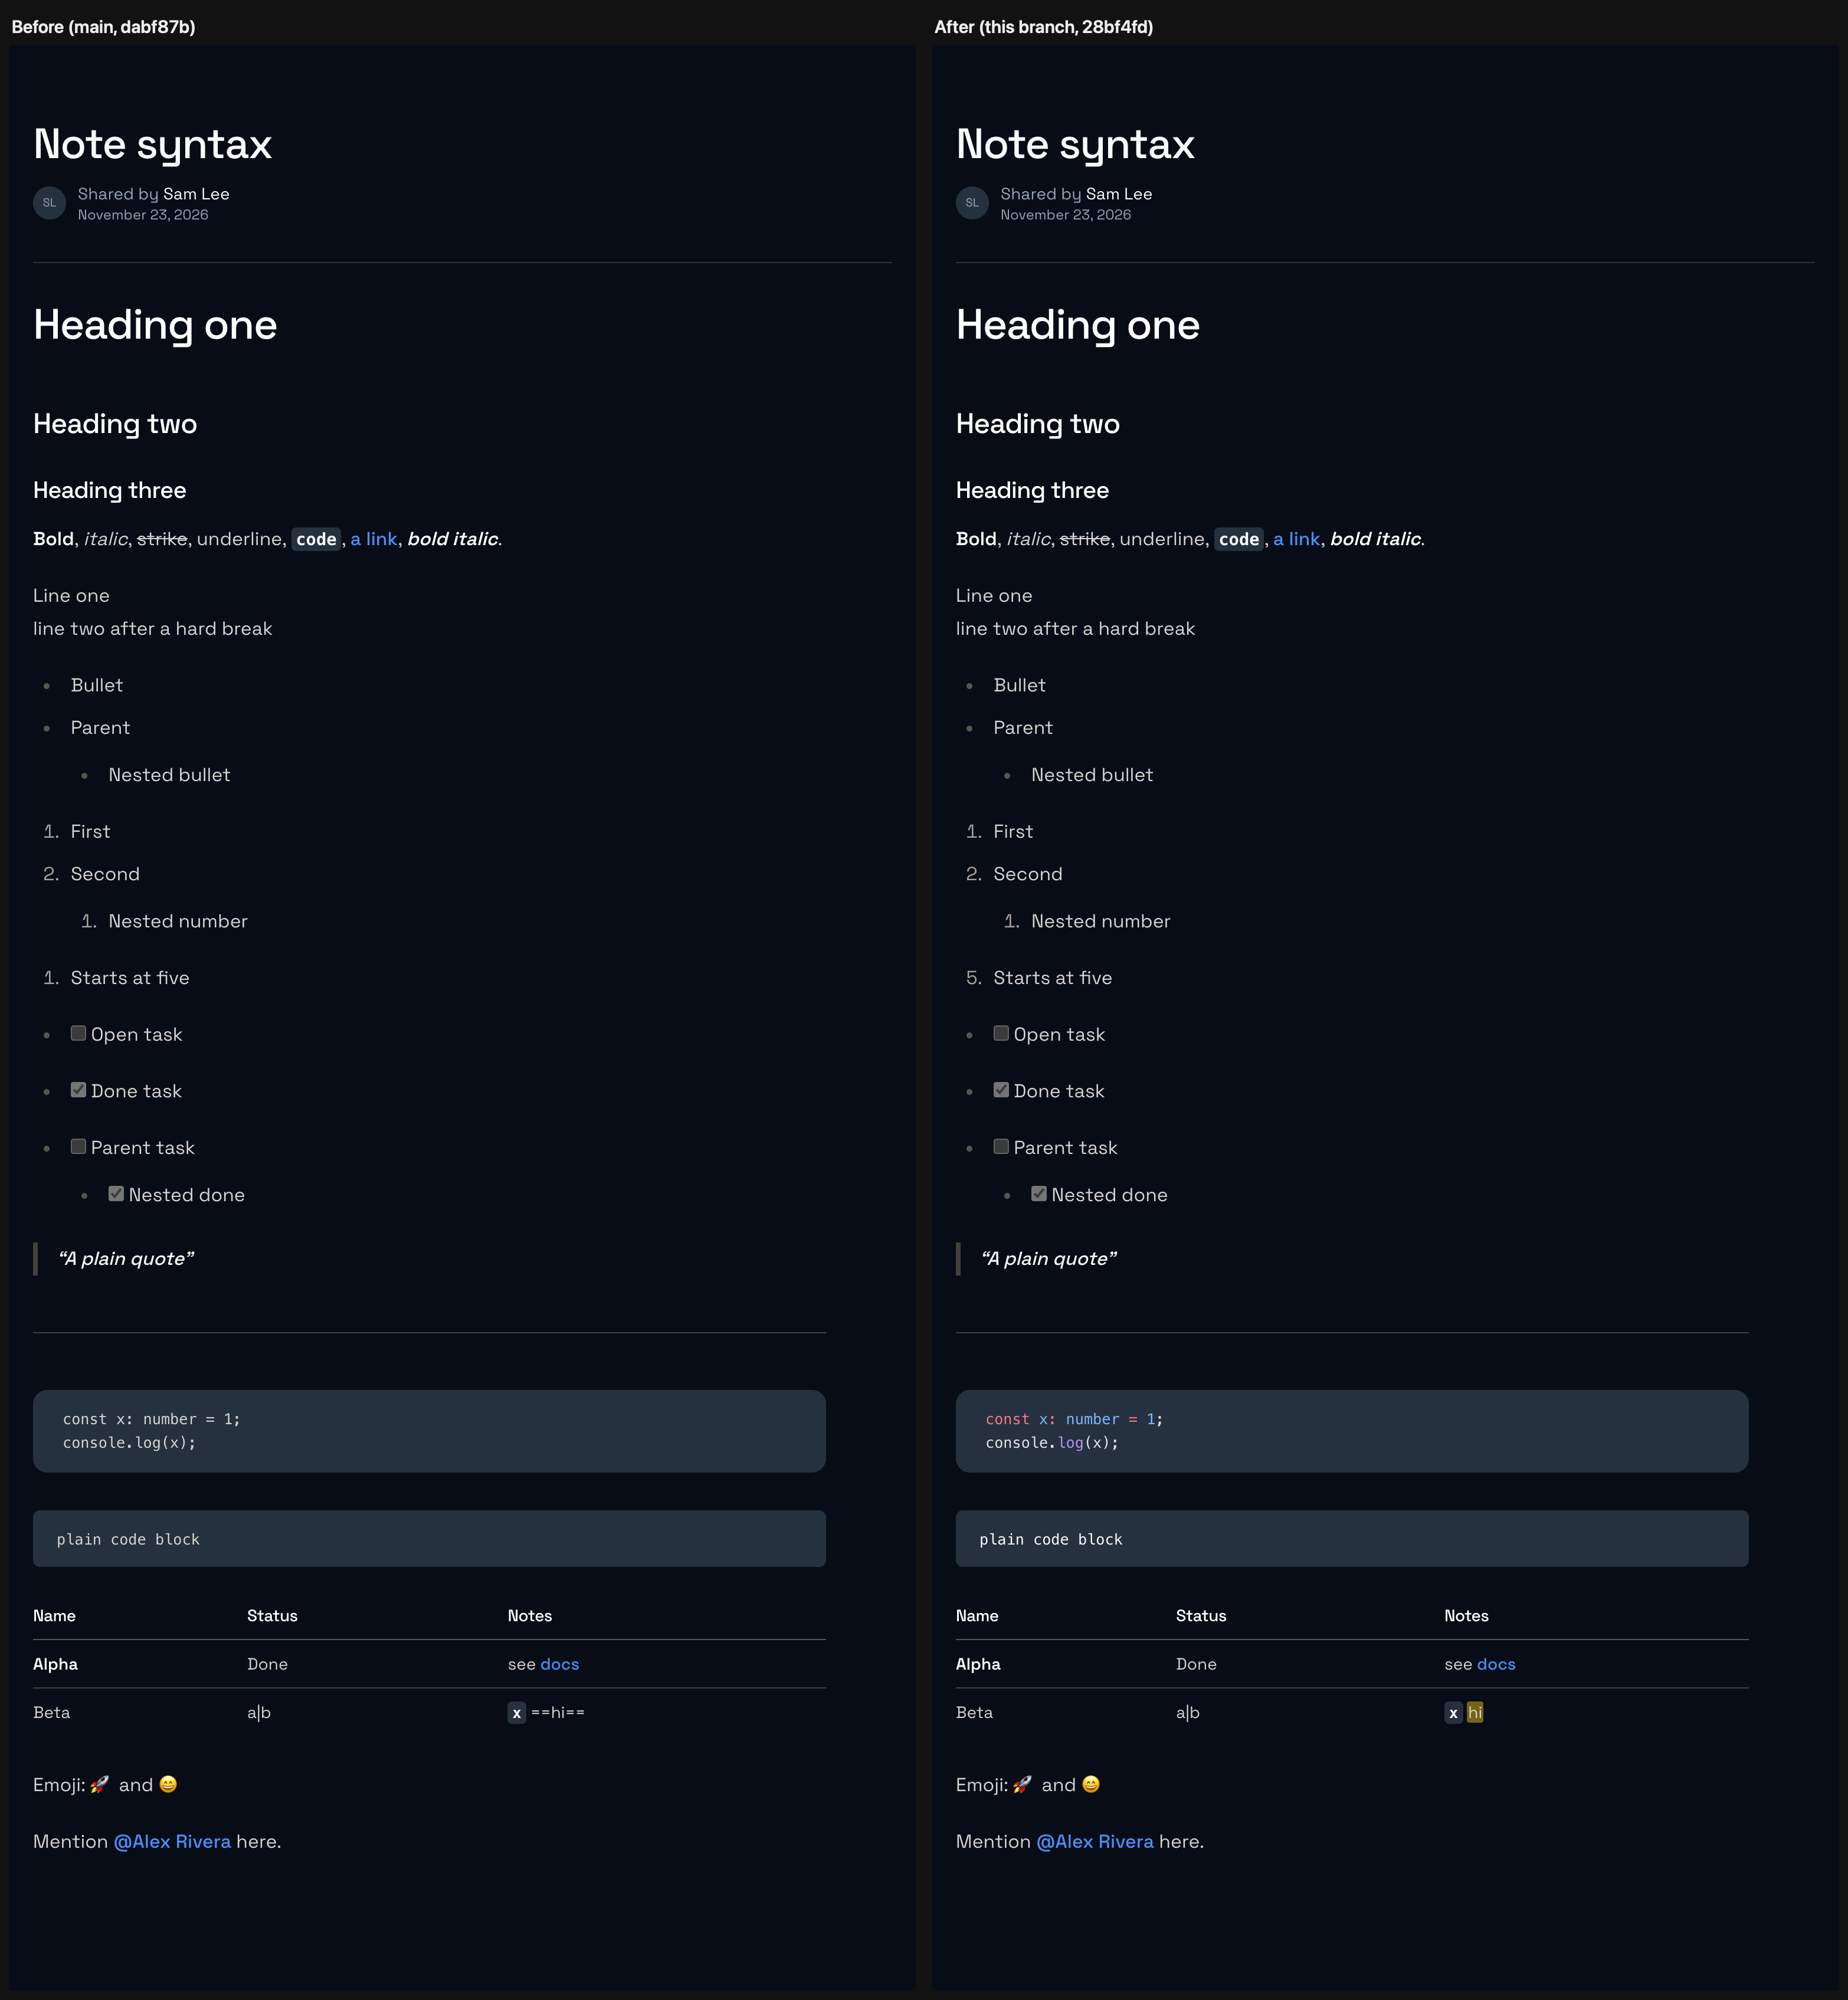 Before (main, dabf87b)
Note syntax
SL
Shared by Sam Lee
November 23, 2026
Heading one
Heading two
Heading three
Bold, italic, strike, underline, code, a link, bold italic.
Line one
line two after a hard break
• Bullet
• Parent
• Nested bullet
1. First
2. Second
1. Nested number
1. Starts at five
• Open task
• Done task
• Parent task
• Nested done
“A plain quote”
const x: number = 1;
console.log(x);
plain code block
Name Status Notes
Alpha Done see docs
Beta a|b x ==hi==
Emoji: 🚀 and 😄
Mention @Alex Rivera here.
After (this branch, 28bf4fd)
Note syntax
SL
Shared by Sam Lee
November 23, 2026
Heading one
Heading two
Heading three
Bold, italic, strike, underline, code, a link, bold italic.
Line one
line two after a hard break
• Bullet
• Parent
• Nested bullet
1. First
2. Second
1. Nested number
5. Starts at five
• Open task
• Done task
• Parent task
• Nested done
“A plain quote”
const x: number = 1;
console.log(x);
plain code block
Name Status Notes
Alpha Done see docs
Beta a|b x hi
Emoji: 🚀 and 😄
Mention @Alex Rivera here.